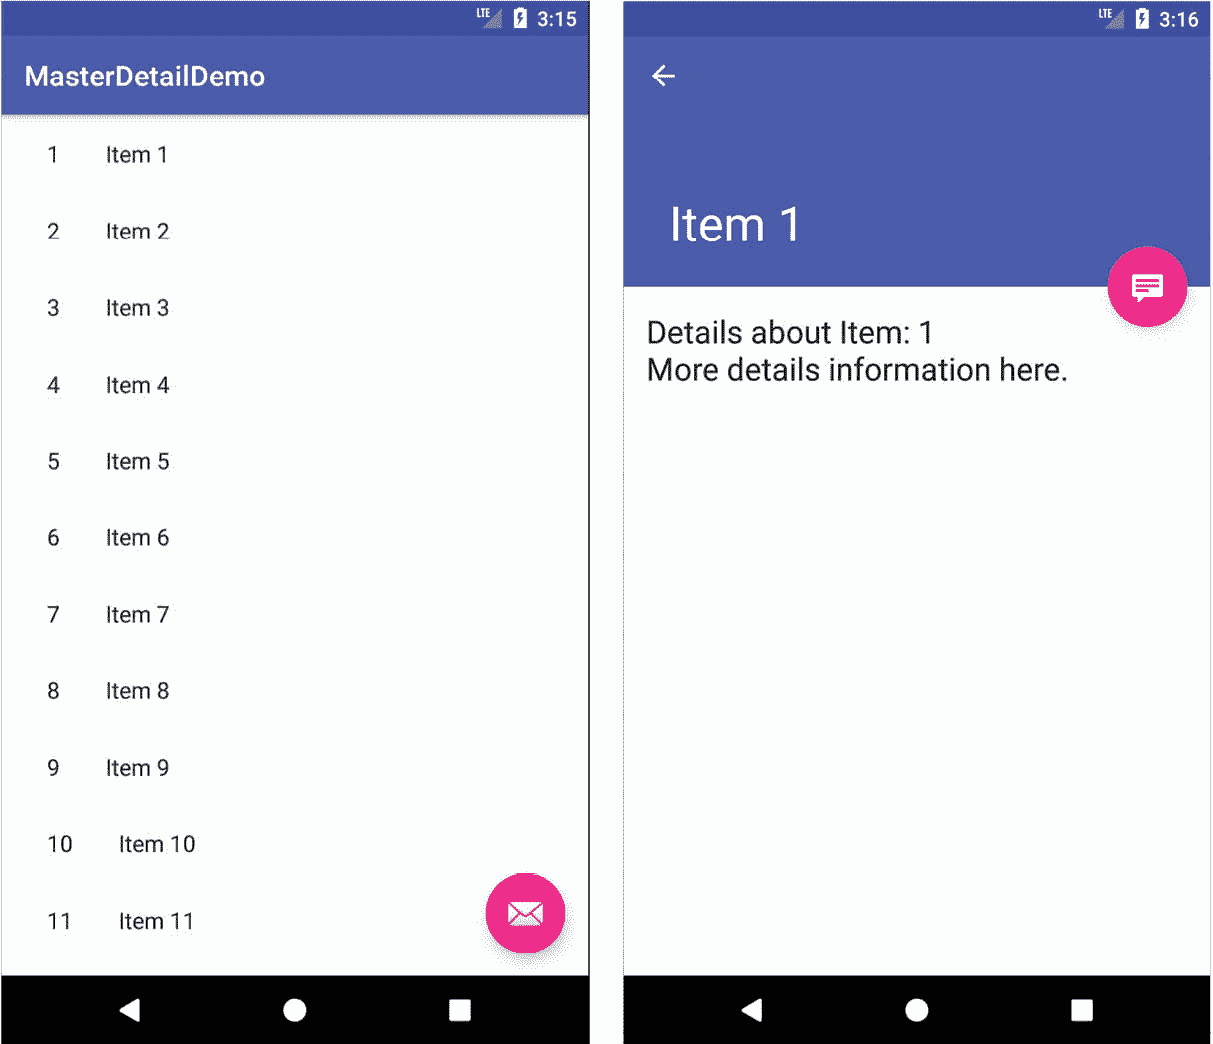 LTE 3:15
MasterDetailDemo
1 Item 1
2 Item 2
3 Item 3
4 Item 4
5 Item 5
6 Item 6
7 Item 7
8 Item 8
9 Item 9
10 Item 10
11 Item 11
LTE 3:16
Item 1
Details about Item: 1
More details information here.